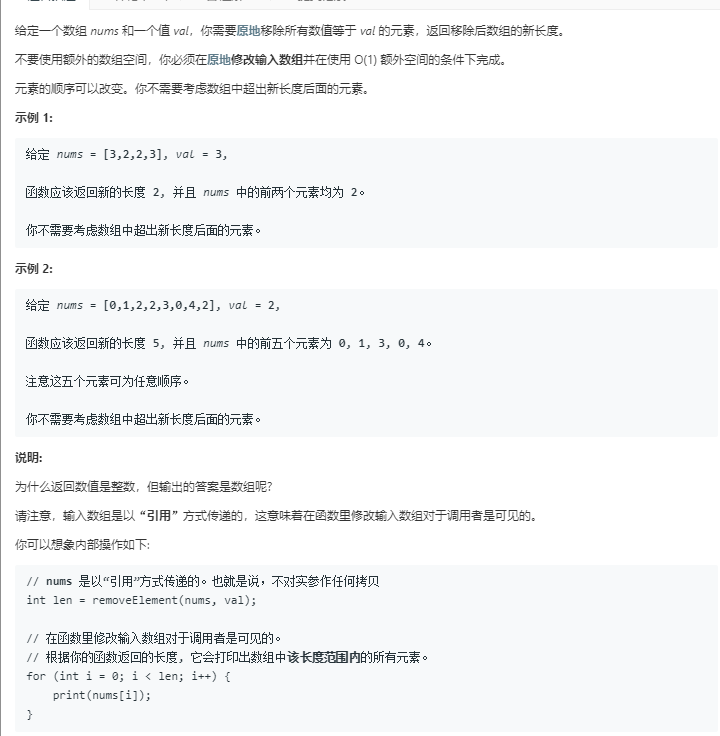 给定一个数组 nums 和一个值 val，你需要原地移除所有数值等于 val 的元素，返回移除后数组的新长度。
不要使用额外的数组空间，你必须在原地修改输入数组并在使用 O(1) 额外空间的条件下完成。
元素的顺序可以改变。你不需要考虑数组中超出新长度后面的元素。
示例 1:
给定 nums = [3,2,2,3], val = 3,
函数应该返回新的长度 2, 并且 nums 中的前两个元素均为 2。
你不需要考虑数组中超出新长度后面的元素。
示例 2:
给定 nums = [0,1,2,2,3,0,4,2], val = 2,
函数应该返回新的长度 5, 并且 nums 中的前五个元素为 0, 1, 3, 0, 4。
注意这五个元素可为任意顺序。
你不需要考虑数组中超出新长度后面的元素。
说明:
为什么返回数值是整数，但输出的答案是数组呢?
请注意，输入数组是以“引用”方式传递的，这意味着在函数里修改输入数组对于调用者是可见的。
你可以想象内部操作如下:
// nums 是以“引用”方式传递的。也就是说，不对实参作任何拷贝
int len = removeElement(nums, val);
// 在函数里修改输入数组对于调用者是可见的。
// 根据你的函数返回的长度, 它会打印出数组中该长度范围内的所有元素。
for (int i = 0; i < len; i++) {
    print(nums[i]);
}